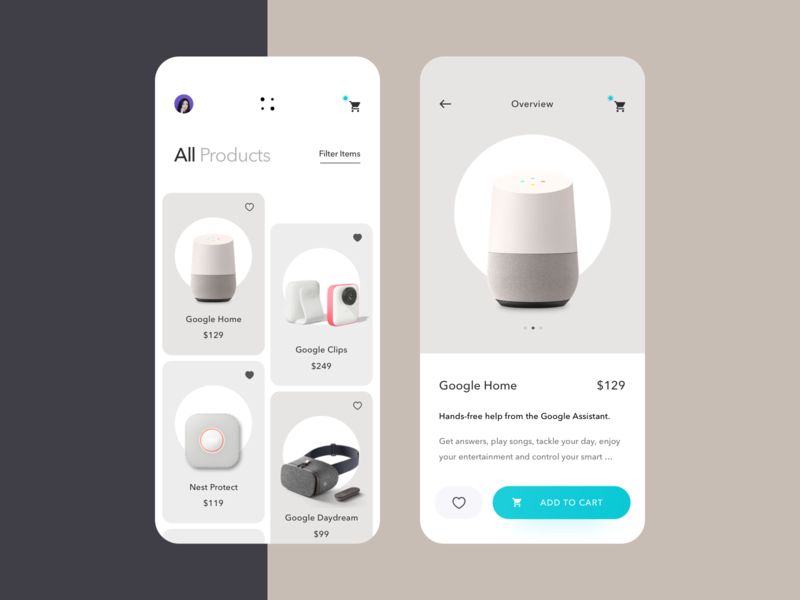 All Products
Filter Items
Google Home
$129
Google Clips
$249
Nest Protect
$119
Google Daydream
$99
Overview
Google Home
$129
Hands-free help from the Google Assistant.
Get answers, play songs, tackle your day, enjoy
your entertainment and control your smart ...
ADD TO CART